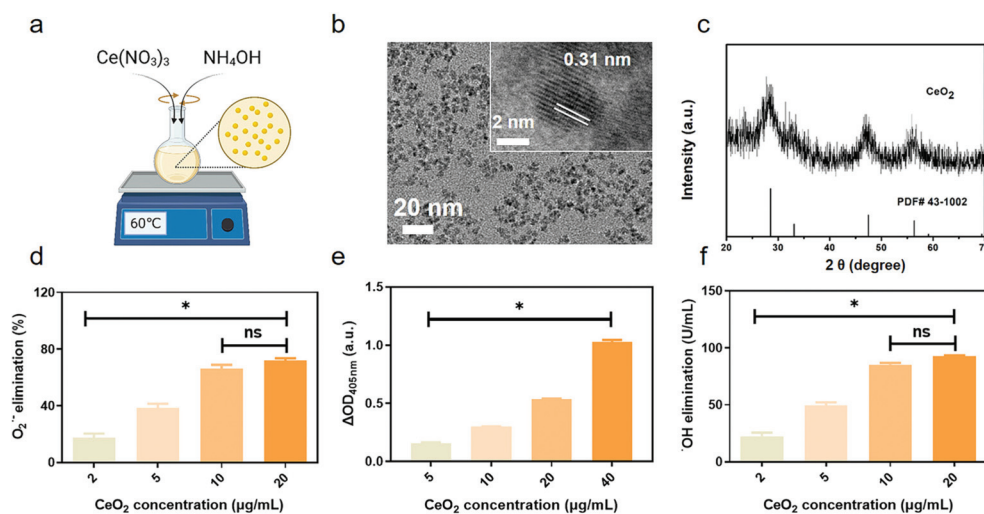 a
Ce(NO3)3
NH4OH
60℃
b
0.31 nm
2 nm
20 nm
c
Intensity (a.u.)
CeO2
PDF# 43-1002
20 30 40 50 60 70
2 θ (degree)
d
O2·- elimination (%)
120
80
40
0
*
ns
2 5 10 20
CeO2 concentration (μg/mL)
e
ΔOD405nm (a.u.)
1.5
1.0
0.5
0.0
*
5 10 20 40
CeO2 concentration (μg/mL)
f
·OH elimination (U/mL)
150
100
50
0
*
ns
2 5 10 20
CeO2 concentration (μg/mL)